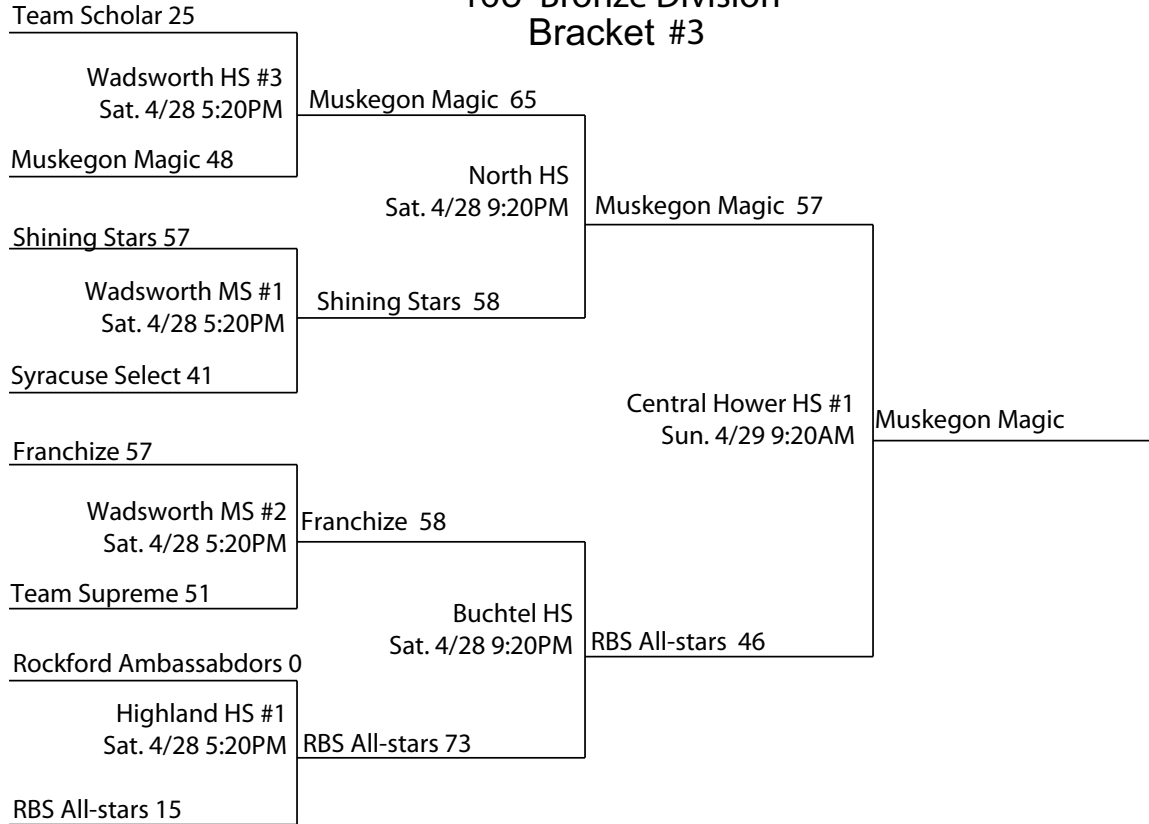 Bronze Division
Bracket #3
Team Scholar 25
Wadsworth HS #3
Sat. 4/28 5:20PM
Muskegon Magic 48
Muskegon Magic 65
North HS
Sat. 4/28 9:20PM
Shining Stars 57
Wadsworth MS #1
Sat. 4/28 5:20PM
Syracuse Select 41
Shining Stars 58
Muskegon Magic 57
Central Hower HS #1
Sun. 4/29 9:20AM
Muskegon Magic
Franchize 57
Wadsworth MS #2
Sat. 4/28 5:20PM
Team Supreme 51
Franchize 58
Buchtel HS
Sat. 4/28 9:20PM
RBS All-stars 46
Rockford Ambassabdors 0
Highland HS #1
Sat. 4/28 5:20PM
RBS All-stars 15
RBS All-stars 73